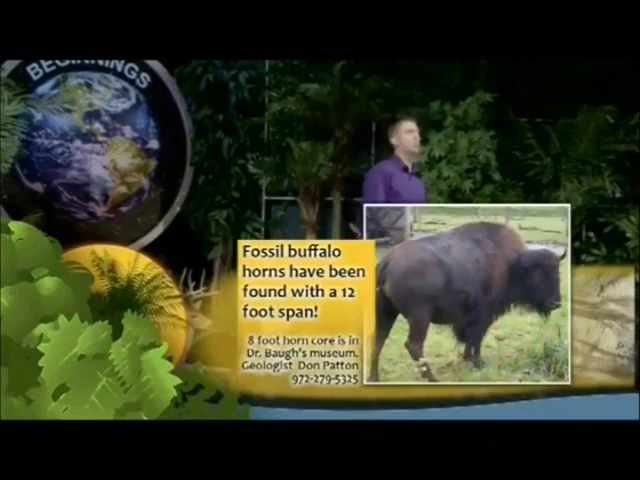 BEGINNINGS
Fossil buffalo
horns have been
found with a 12
foot span!
8 foot horn core is in
Dr. Baugh's museum.
Geologist Don Patton
972-279-5325